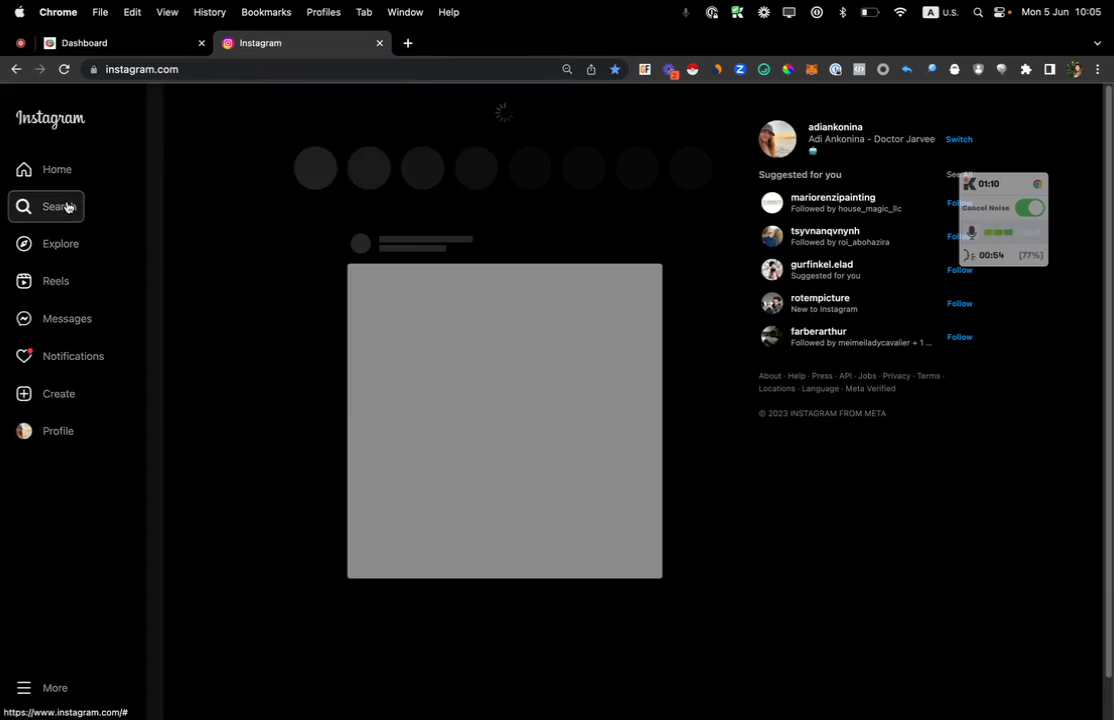 Chrome File Edit View History Bookmarks Profiles Tab Window Help A U.S. Mon 5 Jun 10:05
Dashboard Instagram
instagram.com 2
Instagram
Home
Search
Explore
Reels
Messages
Notifications
Create
Profile
More
https://www.instagram.com/#
adiankonina
Adi Ankonina - Doctor Jarvee Switch
Suggested for you See All
mariorenzipainting
Followed by house_magic_llc
tsyvnanqvnynh
Followed by roi_abohazira
gurfinkel.elad
Suggested for you
Follow
rotempicture
New to Instagram
Follow
farberarthur
Followed by meimeiladycavalier + 1 ...
Follow
About · Help · Press · API · Jobs · Privacy · Terms ·
Locations · Language · Meta Verified
© 2023 INSTAGRAM FROM META
01:10
Cancel Noise
00:54 [77%]